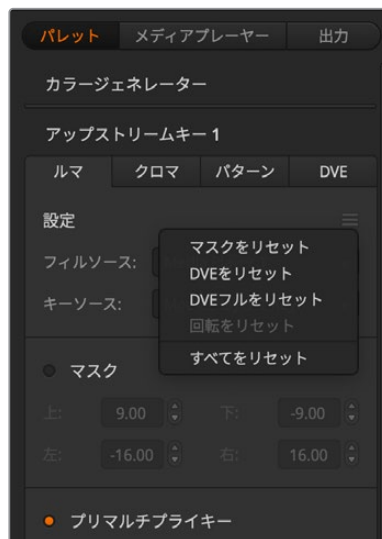 パレット メディアプレーヤー 出力
カラージェネレーター
アップストリームキー 1
ルマ クロマ パターン DVE
設定
マスクをリセット
フィルソース:
DVEをリセット
DVEフルをリセット
キーソース:
回転をリセット
すべてをリセット
マスク
上: 9.00 下: -9.00
左: -16.00 右: 16.00
プリマルチプライキー